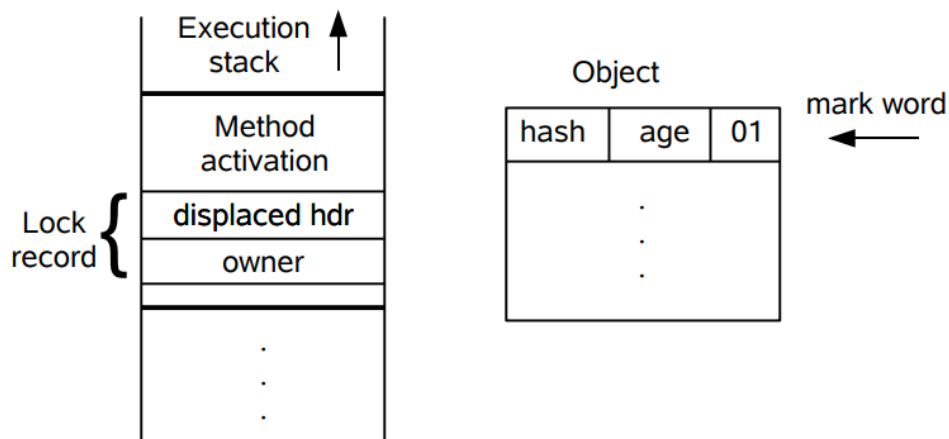 Execution
stack
Method
activation
Lock
record
displaced hdr
owner
.
.
.
Object
mark word
hash age 01
.
.
.